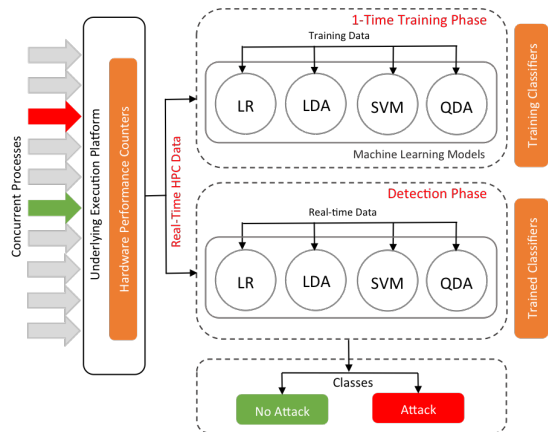 Concurrent Processes
Underlying Execution Platform
Hardware Performance Counters
Real-Time HPC Data
1-Time Training Phase
Training Data
LR
LDA
SVM
QDA
Machine Learning Models
Training Classifiers
Detection Phase
Real-time Data
LR
LDA
SVM
QDA
Trained Classifiers
Classes
No Attack
Attack